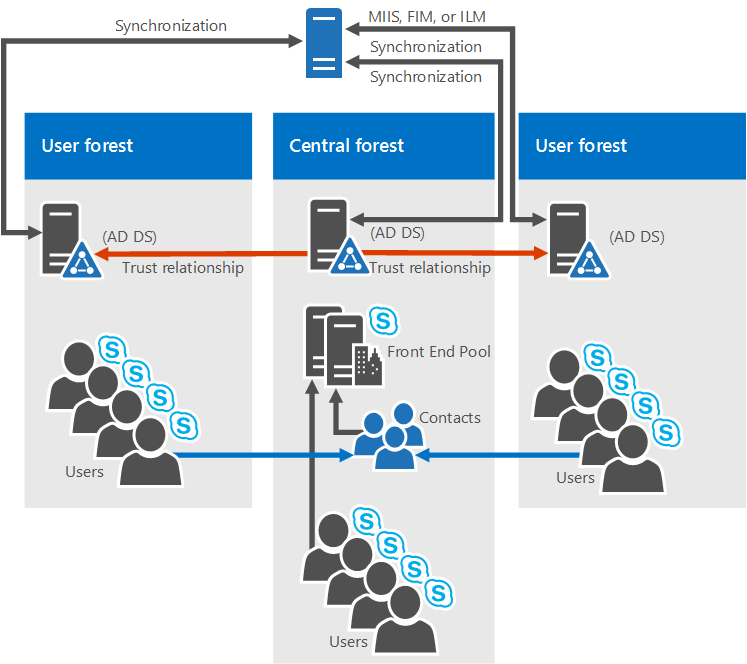 Synchronization
MIIS, FIM, or ILM
Synchronization
Synchronization
User forest
Central forest
User forest
(AD DS)
(AD DS)
(AD DS)
Trust relationship
Trust relationship
S
Front End Pool
S
S
S
S
S
S
S
S
Contacts
Users
Users
S
S
S
S
Users